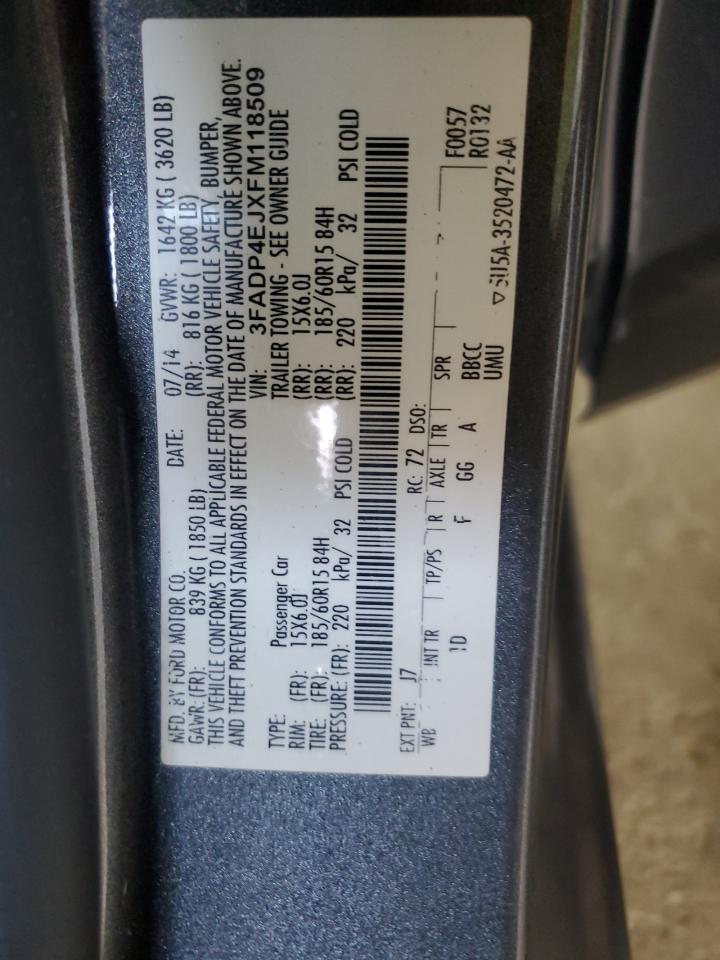 MFD. BY FORD MOTOR CO. DATE: 07/14 GVWR: 1642 KG ( 3620 LB)
GAWR: (FR): 839 KG ( 1850 LB) (RR): 816 KG ( 1800 LB)
THIS VEHICLE CONFORMS TO ALL APPLICABLE FEDERAL MOTOR VEHICLE SAFETY, BUMPER,
AND THEFT PREVENTION STANDARDS IN EFFECT ON THE DATE OF MANUFACTURE SHOWN ABOVE.
VIN: 3FADP4EJXFM118509
TYPE: Passenger Car TRAILER TOWING - SEE OWNER GUIDE
RIM: (FR): 15X6.0J (RR): 15X6.0J
TIRE: (FR): 185/60R15 84H (RR): 185/60R15 84H
PRESSURE: (FR): 220 kPa/ 32 PSI COLD (RR): 220 kPa/ 32 PSI COLD
EXT PNT: J7 RC: 72 DSO: F0057
WB INT TR TP/PS R AXLE TR SPR R0132
1D F GG A BBCC
UMU 5U5A-3520472-AA